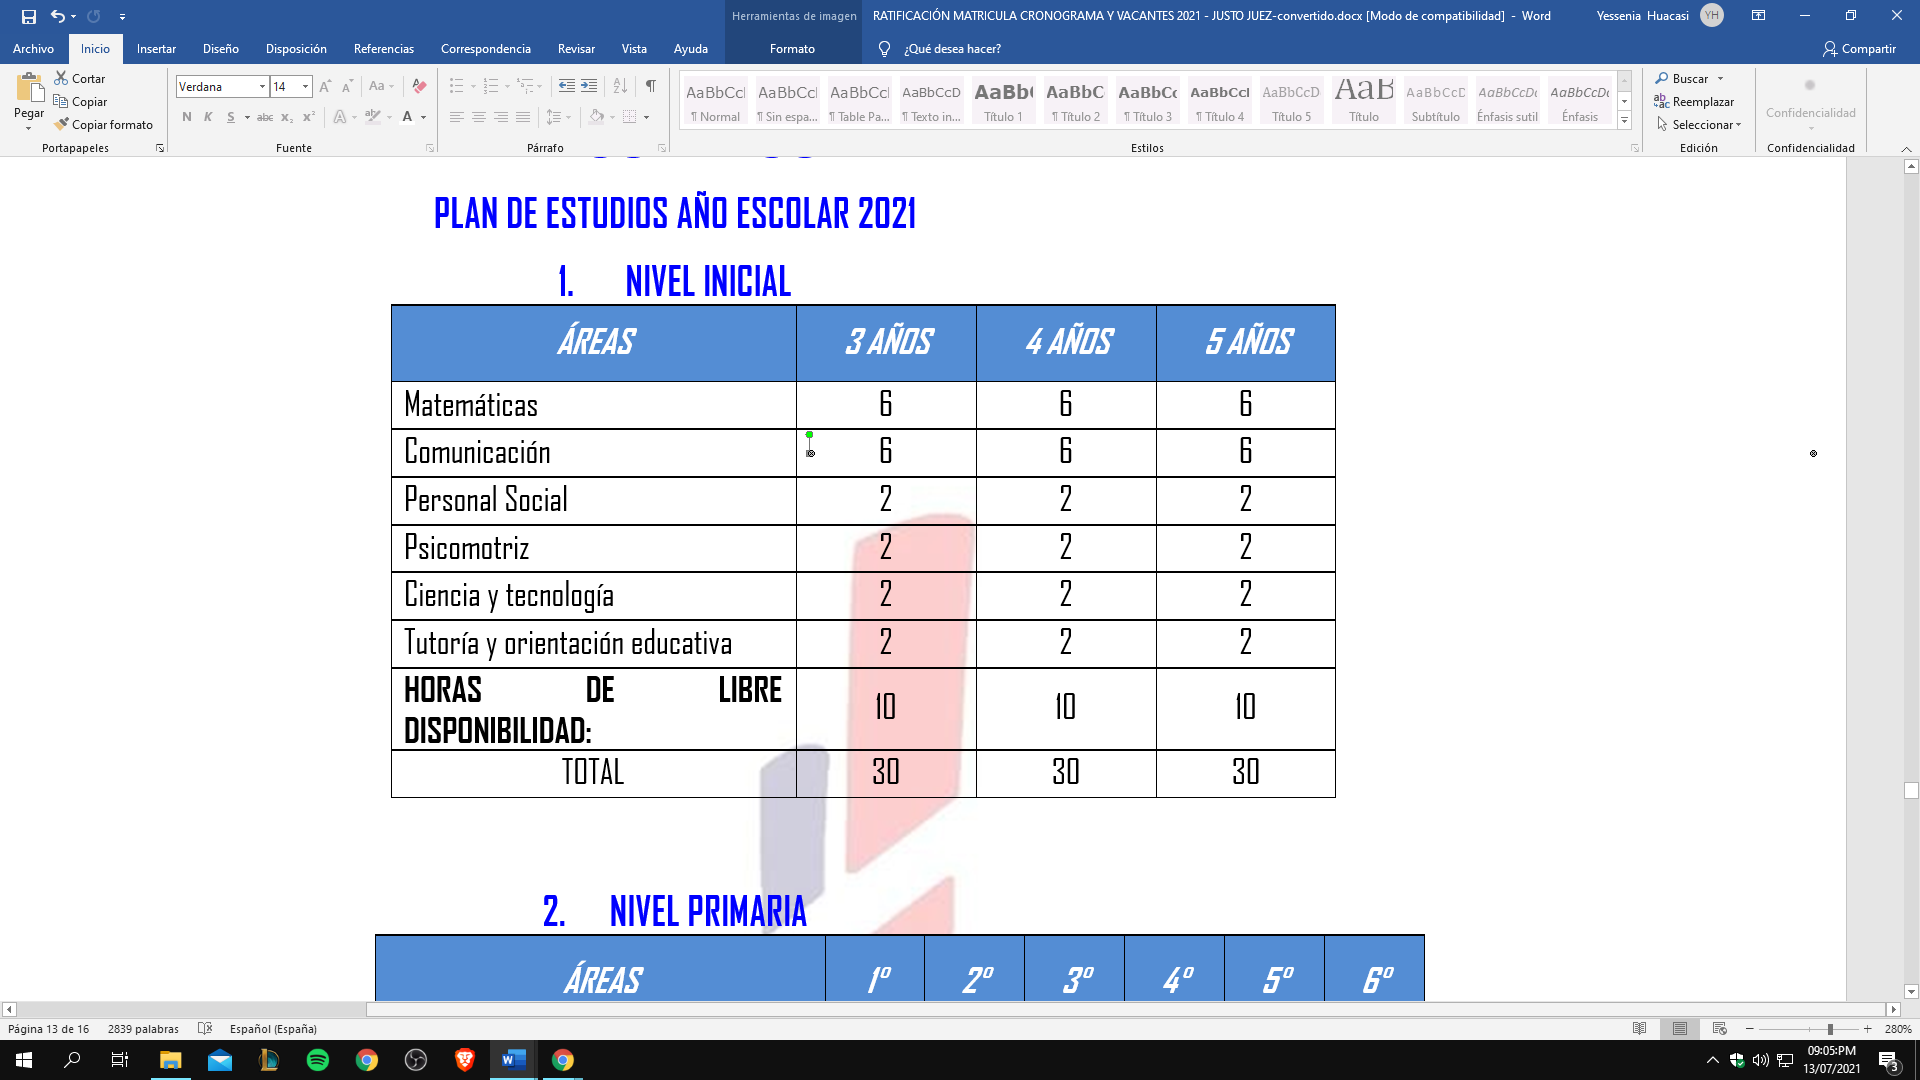 Herramientas de imagen
RATIFICACIÓN MATRICULA CRONOGRAMA Y VACANTES 2021 - JUSTO JUEZ-convertido.docx [Modo de compatibilidad] - Word
Yessenia Huacasi
YH
Archivo Inicio Insertar Diseño Disposición Referencias Correspondencia Revisar Vista Ayuda Formato ¿Qué desea hacer? Compartir
Pegar
Cortar
Copiar
Copiar formato
Portapapeles
Verdana 14
N K S abc x₂ x² A aby A
Fuente
Párrafo
AaBbCcI AaBbCcI AaBbCcI AaBbCcD AaBb( AaBbC AaBbCc AaBbCcI AaBbCcD AaB AaBbCcD AaBbCcDc AaBbCcDc
¶ Normal ¶ Sin espa... ¶ Table Pa... ¶ Texto in... Título 1 ¶ Título 2 ¶ Título 3 ¶ Título 4 Título 5 Título Subtítulo Énfasis sutil Énfasis
Estilos
Buscar
Reemplazar
Seleccionar
Edición
Confidencialidad
Confidencialidad
PLAN DE ESTUDIOS AÑO ESCOLAR 2021
1. NIVEL INICIAL
ÁREAS 3 AÑOS 4 AÑOS 5 AÑOS
Matemáticas 6 6 6
Comunicación 6 6 6
Personal Social 2 2 2
Psicomotriz 2 2 2
Ciencia y tecnología 2 2 2
Tutoría y orientación educativa 2 2 2
HORAS DE LIBRE
DISPONIBILIDAD: 10 10 10
TOTAL 30 30 30
2. NIVEL PRIMARIA
ÁREAS 1º 2º 3º 4º 5º 6º
Página 13 de 16 2839 palabras Español (España) 280%
09:05:PM
13/07/2021
3